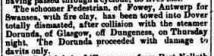 having passed through
The schooner Peridan, of Fowey, Antwerp for
Swansea, with fire clay, has been towed into Dover
totally dismasted, after collision with the steamer
Dorunda, of Glasgow, off Dungeness, on Thursday
night. The Dorunda proceeded with damage to
davits only.